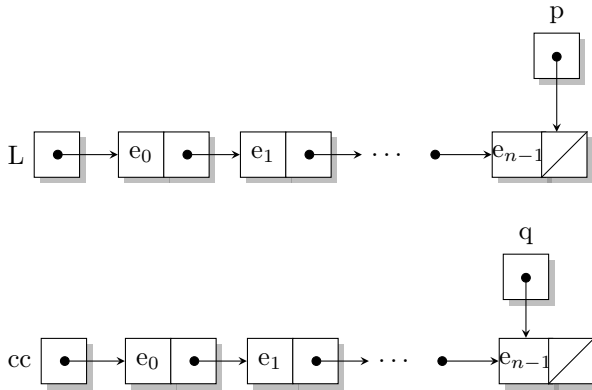 p
L e₀ e₁ ⋯ eₙ₋₁
q
cc e₀ e₁ ⋯ eₙ₋₁